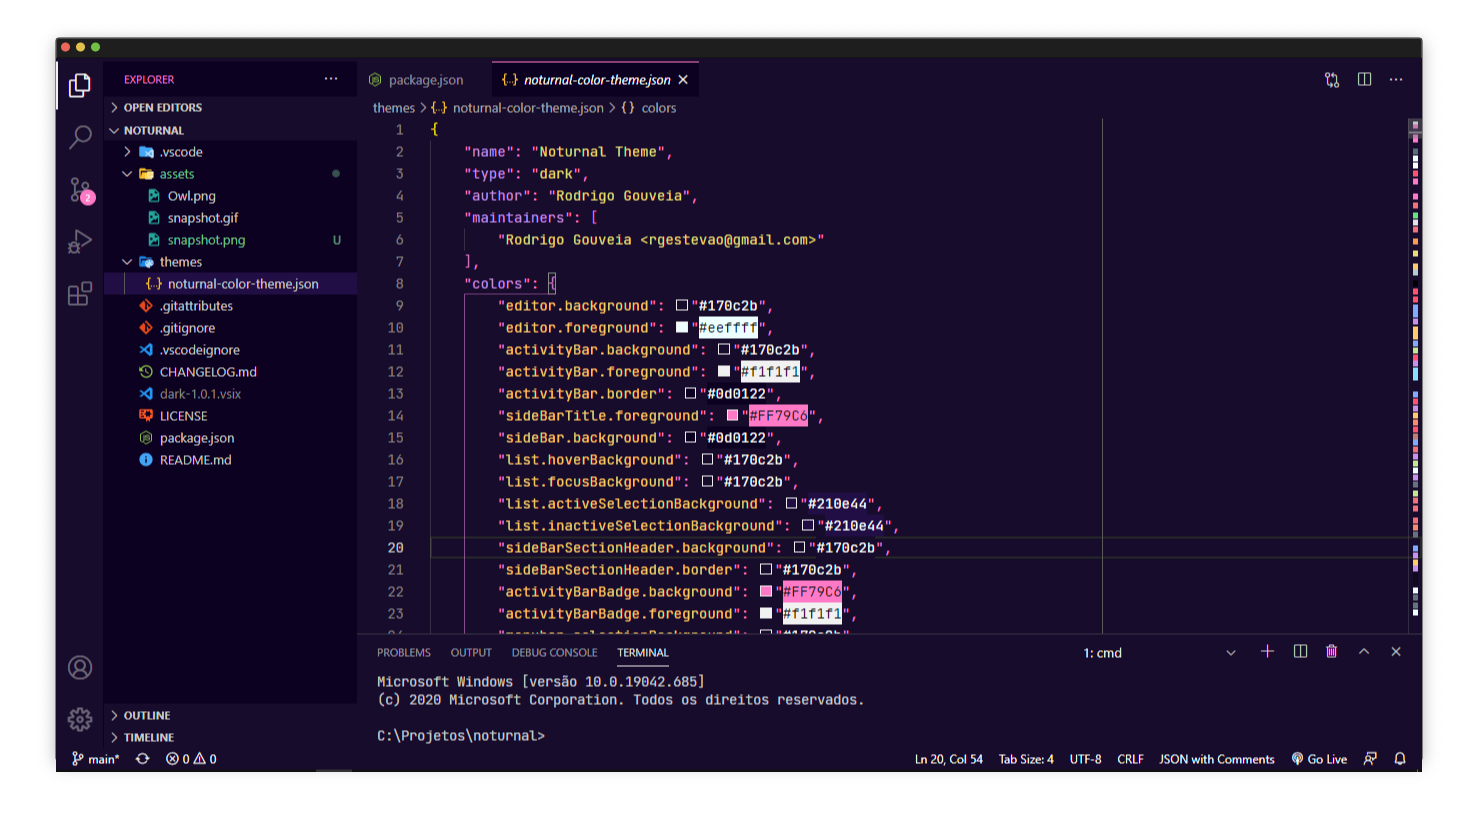 EXPLORER ···
OPEN EDITORS
NOTURNAL
.vscode
assets
Owl.png
snapshot.gif
snapshot.png U
themes
{..} noturnal-color-theme.json
.gitattributes
.gitignore
.vscodeignore
CHANGELOG.md
dark-1.0.1.vsix
LICENSE
package.json
README.md
OUTLINE
TIMELINE
2
package.json {..} noturnal-color-theme.json
themes > {..} noturnal-color-theme.json > {} colors
1 {
2 "name": "Noturnal Theme",
3 "type": "dark",
4 "author": "Rodrigo Gouveia",
5 "maintainers": [
6 "Rodrigo Gouveia <rgestevao@gmail.com>"
7 ],
8 "colors": {
9 "editor.background": "#170c2b",
10 "editor.foreground": "#eeffff",
11 "activityBar.background": "#170c2b",
12 "activityBar.foreground": "#f1f1f1",
13 "activityBar.border": "#0d0122",
14 "sideBarTitle.foreground": "#FF79C6",
15 "sideBar.background": "#0d0122",
16 "list.hoverBackground": "#170c2b",
17 "list.focusBackground": "#170c2b",
18 "list.activeSelectionBackground": "#210e44",
19 "list.inactiveSelectionBackground": "#210e44",
20 "sideBarSectionHeader.background": "#170c2b",
21 "sideBarSectionHeader.border": "#170c2b",
22 "activityBarBadge.background": "#FF79C6",
23 "activityBarBadge.foreground": "#f1f1f1",
PROBLEMS OUTPUT DEBUG CONSOLE TERMINAL 1: cmd
Microsoft Windows [versão 10.0.19042.685]
(c) 2020 Microsoft Corporation. Todos os direitos reservados.
C:\Projetos\noturnal>
main* 0 0 Ln 20, Col 54 Tab Size: 4 UTF-8 CRLF JSON with Comments Go Live